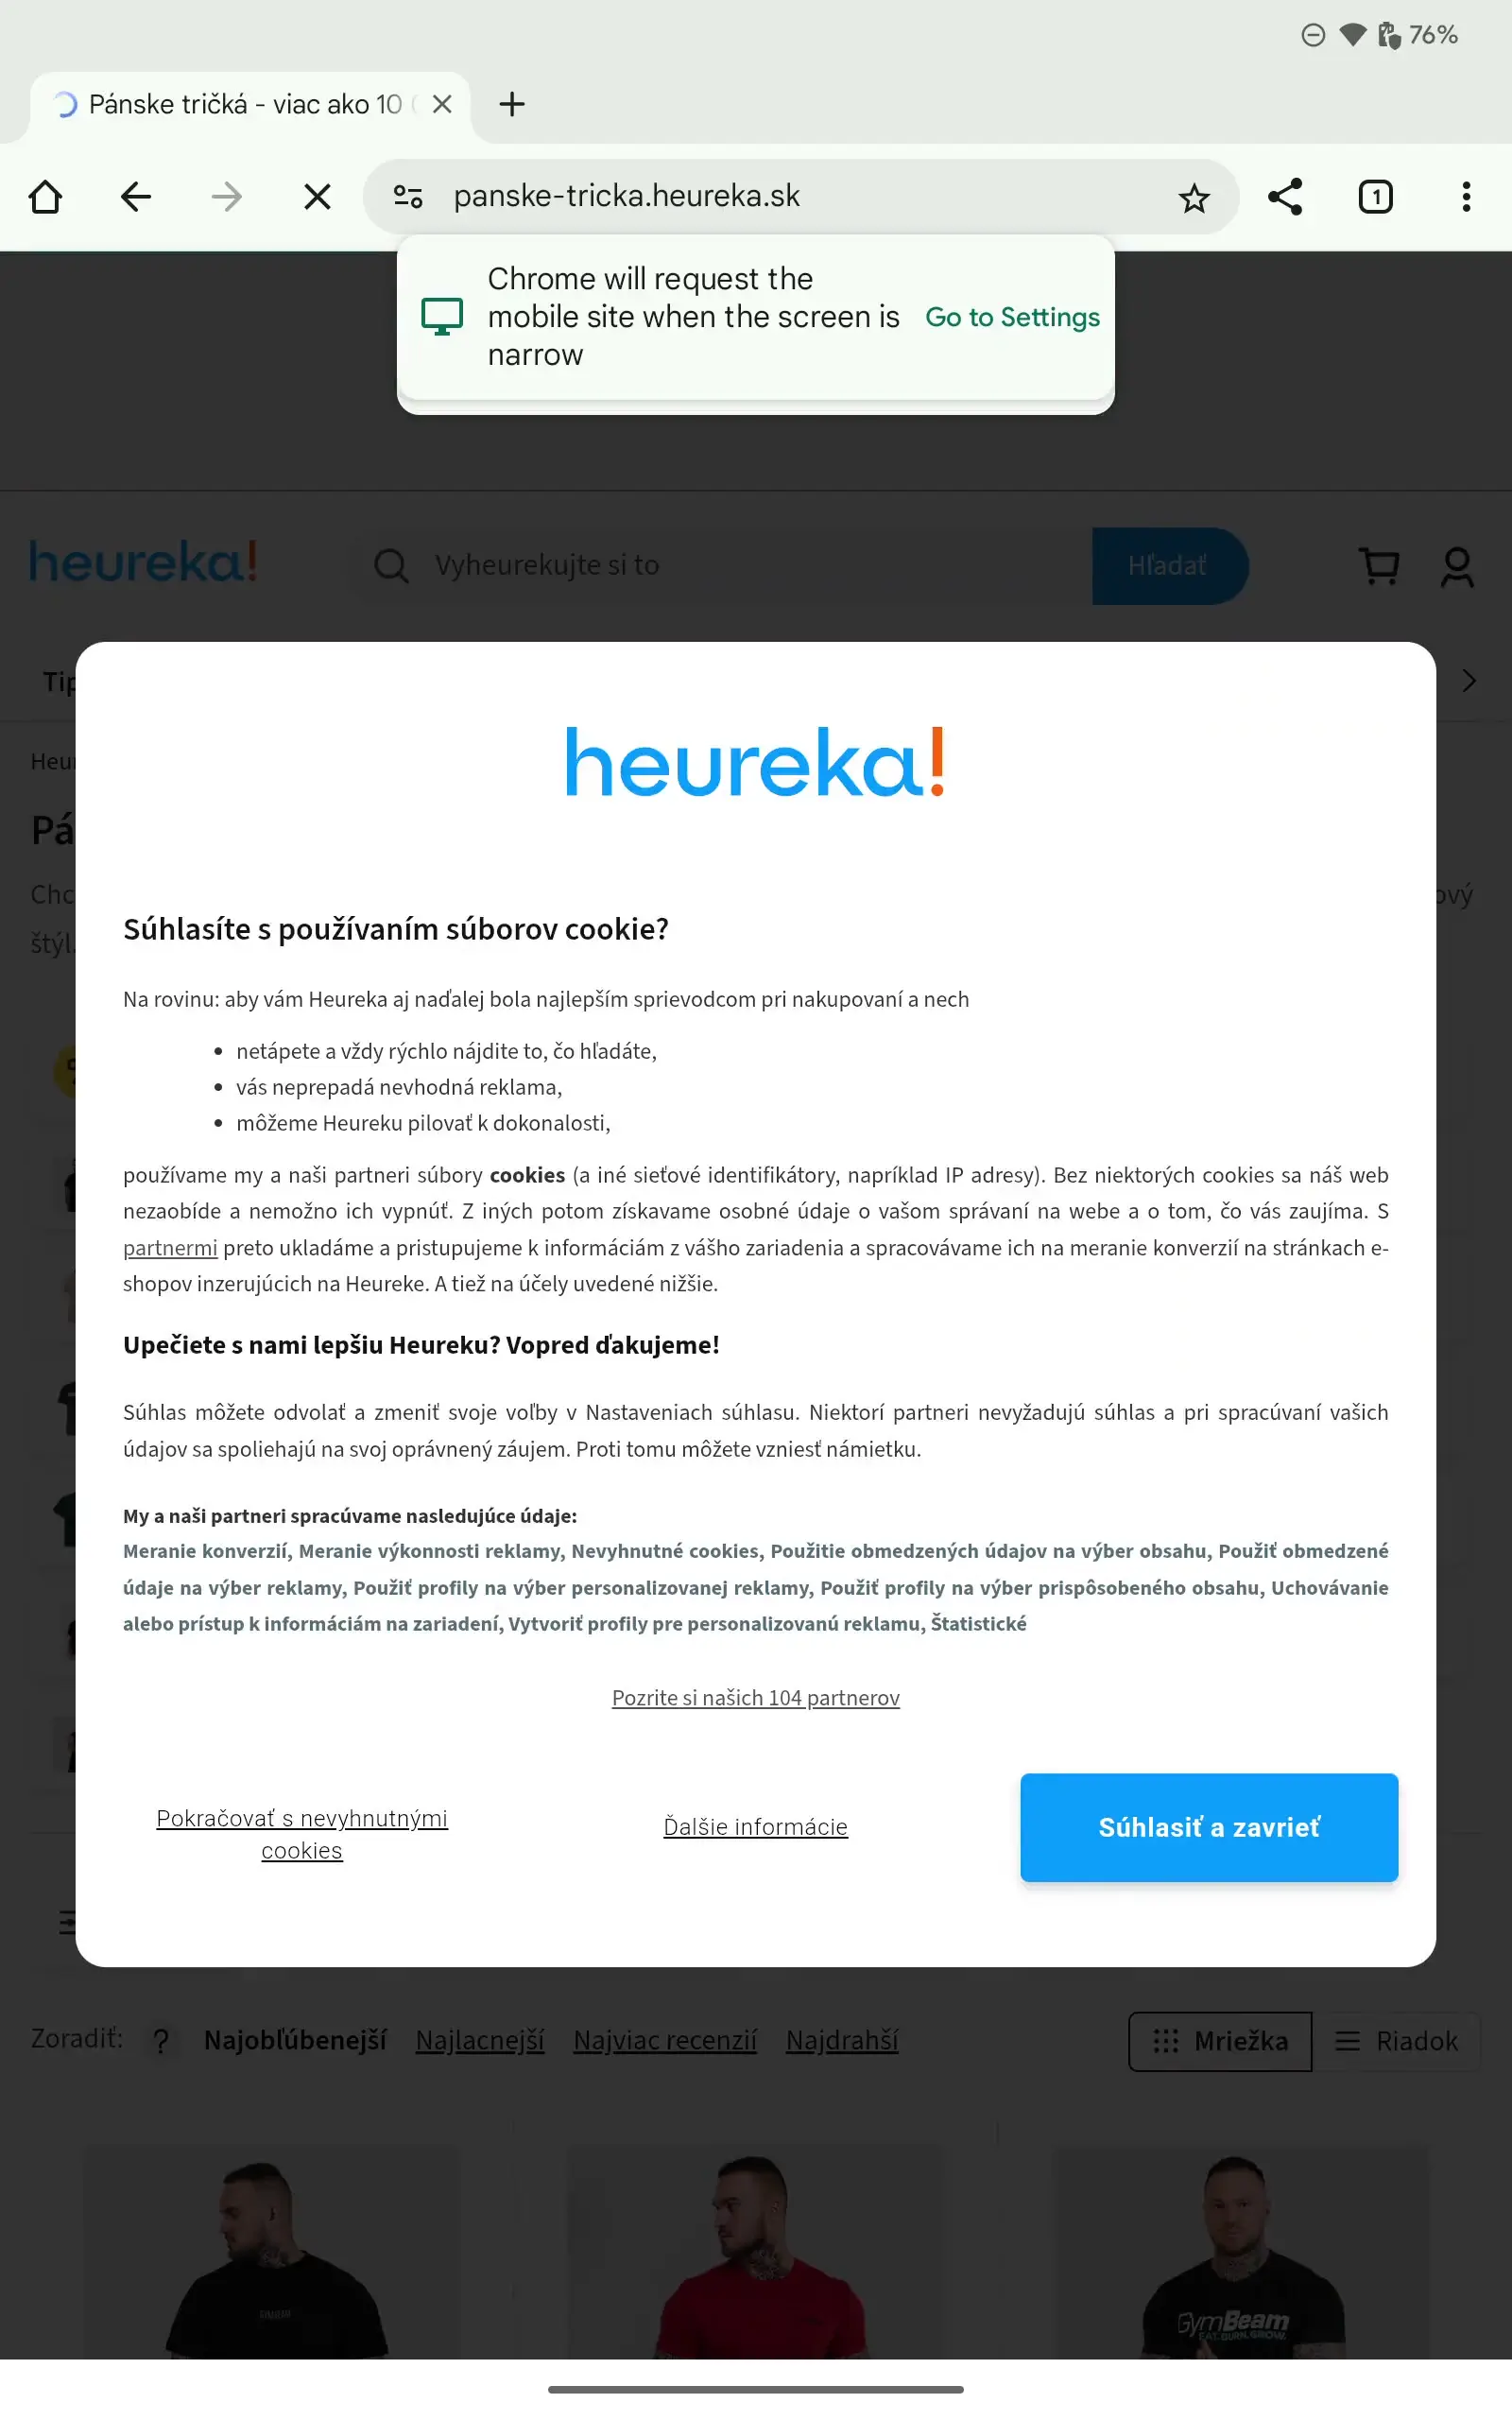 76%
Pánske tričká - viac ako 10
panske-tricka.heureka.sk
1
Chrome will request the
mobile site when the screen is
narrow
Go to Settings
heureka!
Vyheurekujte si to
Hľadať
heureka!
Súhlasíte s používaním súborov cookie?
Na rovinu: aby vám Heureka aj naďalej bola najlepším sprievodcom pri nakupovaní a nech
• netápete a vždy rýchlo nájdite to, čo hľadáte,
• vás neprepadá nevhodná reklama,
• môžeme Heureku pilovať k dokonalosti,
používame my a naši partneri súbory cookies (a iné sieťové identifikátory, napríklad IP adresy). Bez niektorých cookies sa náš web
nezaobíde a nemožno ich vypnúť. Z iných potom získavame osobné údaje o vašom správaní na webe a o tom, čo vás zaujíma. S
partnermi preto ukladáme a pristupujeme k informáciám z vášho zariadenia a spracovávame ich na meranie konverzií na stránkach e-
shopov inzerujúcich na Heureke. A tiež na účely uvedené nižšie.
Upečiete s nami lepšiu Heureku? Vopred ďakujeme!
Súhlas môžete odvolať a zmeniť svoje voľby v Nastaveniach súhlasu. Niektorí partneri nevyžadujú súhlas a pri spracúvaní vašich
údajov sa spoliehajú na svoj oprávnený záujem. Proti tomu môžete vzniesť námietku.
My a naši partneri spracúvame nasledujúce údaje:
Meranie konverzií, Meranie výkonnosti reklamy, Nevyhnutné cookies, Použitie obmedzených údajov na výber obsahu, Použiť obmedzené
údaje na výber reklamy, Použiť profily na výber personalizovanej reklamy, Použiť profily na výber prispôsobeného obsahu, Uchovávanie
alebo prístup k informáciám na zariadení, Vytvoriť profily pre personalizovanú reklamu, Štatistické
Pozrite si našich 104 partnerov
Pokračovať s nevyhnutnými
cookies
Ďalšie informácie
Súhlasiť a zavrieť
Zoradiť: ? Najobľúbenejší Najlacnejší Najviac recenzií Najdrahší
Mriežka
Riadok
GymBeam
EAT. BURN. GROW.